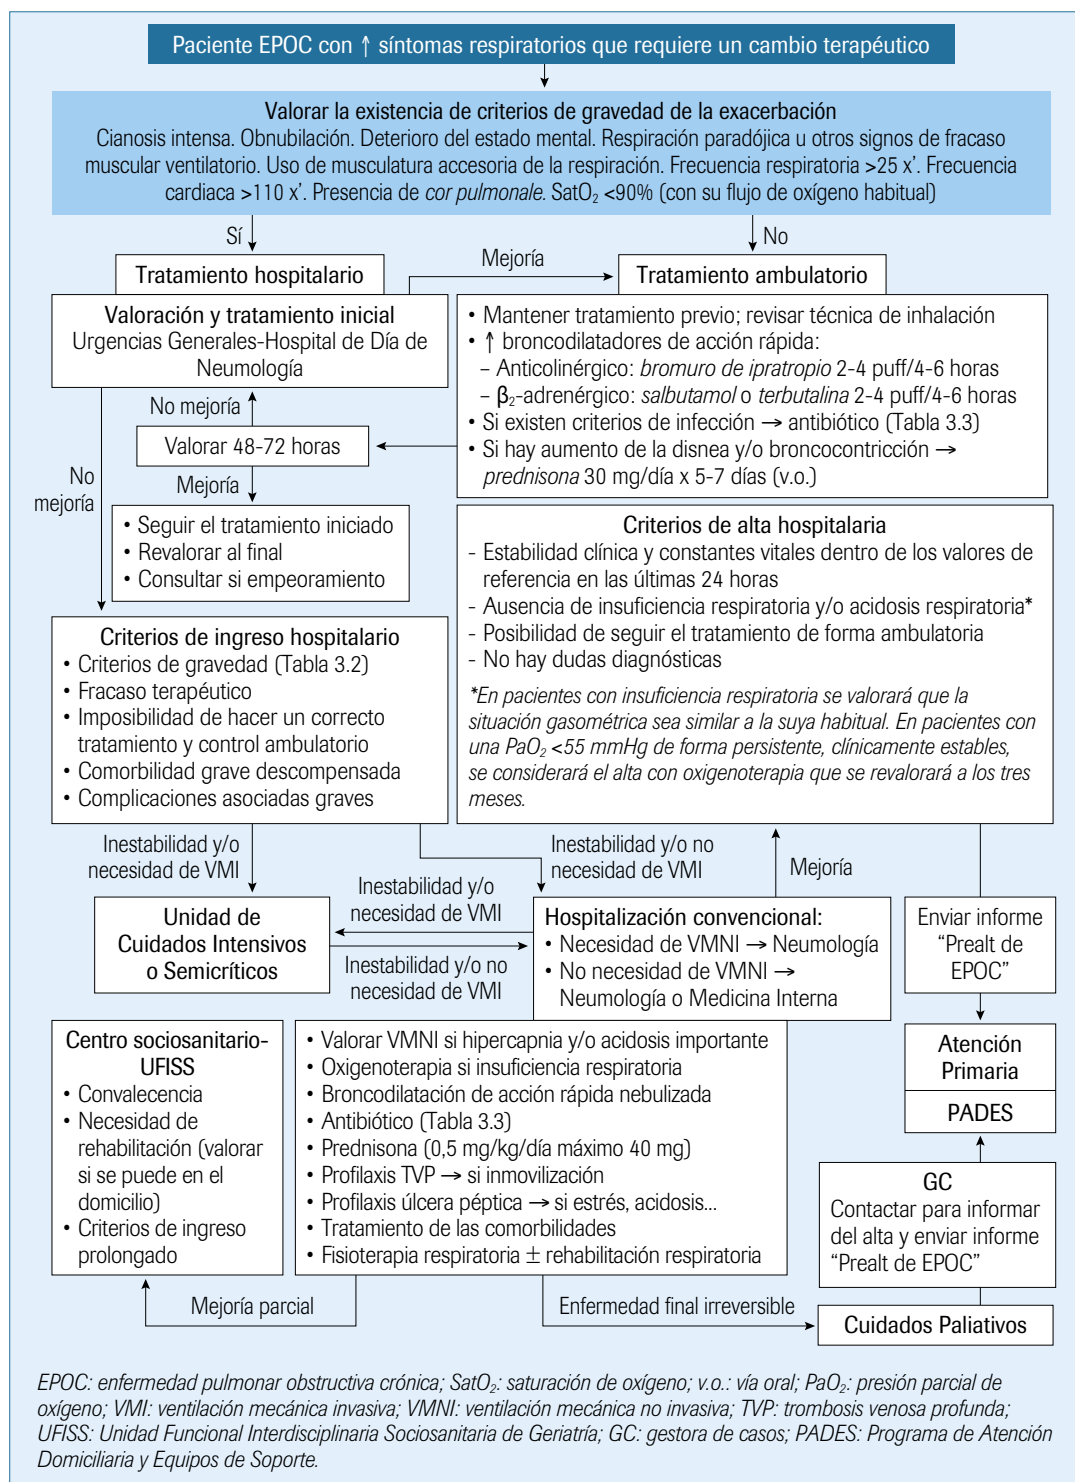 Paciente EPOC con ↑ síntomas respiratorios que requiere un cambio terapéutico
Valorar la existencia de criterios de gravedad de la exacerbación
Cianosis intensa. Obnubilación. Deterioro del estado mental. Respiración paradójica u otros signos de fracaso
muscular ventilatorio. Uso de musculatura accesoria de la respiración. Frecuencia respiratoria >25 x’. Frecuencia
cardiaca >110 x’. Presencia de cor pulmonale. SatO₂ <90% (con su flujo de oxígeno habitual)
Sí
No
Tratamiento hospitalario
Mejoría
Tratamiento ambulatorio
Valoración y tratamiento inicial
Urgencias Generales-Hospital de Día de
Neumología
• Mantener tratamiento previo; revisar técnica de inhalación
• ↑ broncodilatadores de acción rápida:
– Anticolinérgico: bromuro de ipratropio 2-4 puff/4-6 horas
– β₂-adrenérgico: salbutamol o terbutalina 2-4 puff/4-6 horas
• Si existen criterios de infección → antibiótico (Tabla 3.3)
• Si hay aumento de la disnea y/o broncocontricción →
prednisona 30 mg/día x 5-7 días (v.o.)
No mejoría
Valorar 48-72 horas
Mejoría
No
mejoría
• Seguir el tratamiento iniciado
• Revalorar al final
• Consultar si empeoramiento
Criterios de alta hospitalaria
- Estabilidad clínica y constantes vitales dentro de los valores de
referencia en las últimas 24 horas
- Ausencia de insuficiencia respiratoria y/o acidosis respiratoria*
- Posibilidad de seguir el tratamiento de forma ambulatoria
- No hay dudas diagnósticas
*En pacientes con insuficiencia respiratoria se valorará que la
situación gasométrica sea similar a la suya habitual. En pacientes con
una PaO₂ <55 mmHg de forma persistente, clínicamente estables,
se considerará el alta con oxigenoterapia que se revalorará a los tres
meses.
Criterios de ingreso hospitalario
• Criterios de gravedad (Tabla 3.2)
• Fracaso terapéutico
• Imposibilidad de hacer un correcto
tratamiento y control ambulatorio
• Comorbilidad grave descompensada
• Complicaciones asociadas graves
Inestabilidad y/o
necesidad de VMI
Inestabilidad y/o no
necesidad de VMI
Mejoría
Inestabilidad y/o
necesidad de VMI
Unidad de
Cuidados Intensivos
o Semicríticos
Inestabilidad y/o no
necesidad de VMI
Hospitalización convencional:
• Necesidad de VMNI → Neumología
• No necesidad de VMNI →
Neumología o Medicina Interna
Enviar informe
“Prealt de
EPOC”
Centro sociosanitario-
UFISS
• Convalecencia
• Necesidad de
rehabilitación (valorar
si se puede en el
domicilio)
• Criterios de ingreso
prolongado
• Valorar VMNI si hipercapnia y/o acidosis importante
• Oxigenoterapia si insuficiencia respiratoria
• Broncodilatación de acción rápida nebulizada
• Antibiótico (Tabla 3.3)
• Prednisona (0,5 mg/kg/día máximo 40 mg)
• Profilaxis TVP → si inmovilización
• Profilaxis úlcera péptica → si estrés, acidosis...
• Tratamiento de las comorbilidades
• Fisioterapia respiratoria ± rehabilitación respiratoria
Atención
Primaria
PADES
GC
Contactar para informar
del alta y enviar informe
“Prealt de EPOC”
Mejoría parcial
Enfermedad final irreversible
Cuidados Paliativos
EPOC: enfermedad pulmonar obstructiva crónica; SatO₂: saturación de oxígeno; v.o.: vía oral; PaO₂: presión parcial de
oxígeno; VMI: ventilación mecánica invasiva; VMNI: ventilación mecánica no invasiva; TVP: trombosis venosa profunda;
UFISS: Unidad Funcional Interdisciplinaria Sociosanitaria de Geriatría; GC: gestora de casos; PADES: Programa de Atención
Domiciliaria y Equipos de Soporte.